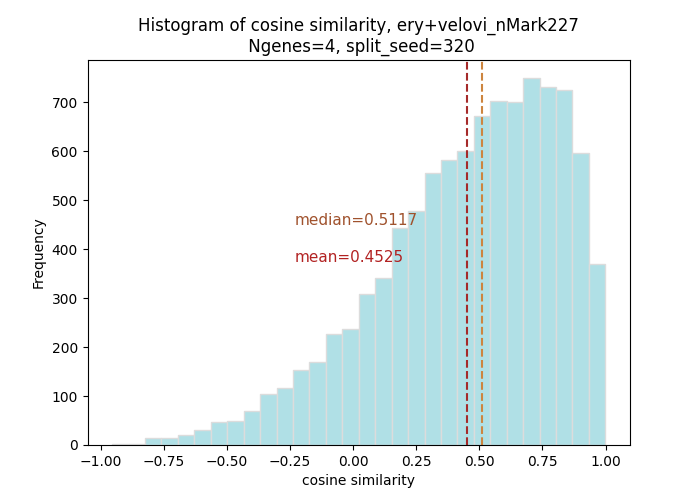 Histogram of cosine similarity, ery+velovi_nMark227
Ngenes=4, split_seed=320
Frequency
700
600
500
400
300
200
100
0
median=0.5117
mean=0.4525
−1.00 −0.75 −0.50 −0.25 0.00 0.25 0.50 0.75 1.00
cosine similarity